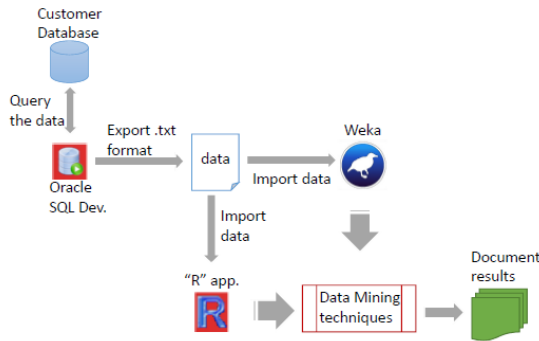 Customer
Database
Query
the data
Export .txt
format
Oracle
SQL Dev.
data
Import data
Weka
Import
data
"R" app.
R
Data Mining
techniques
Document
results